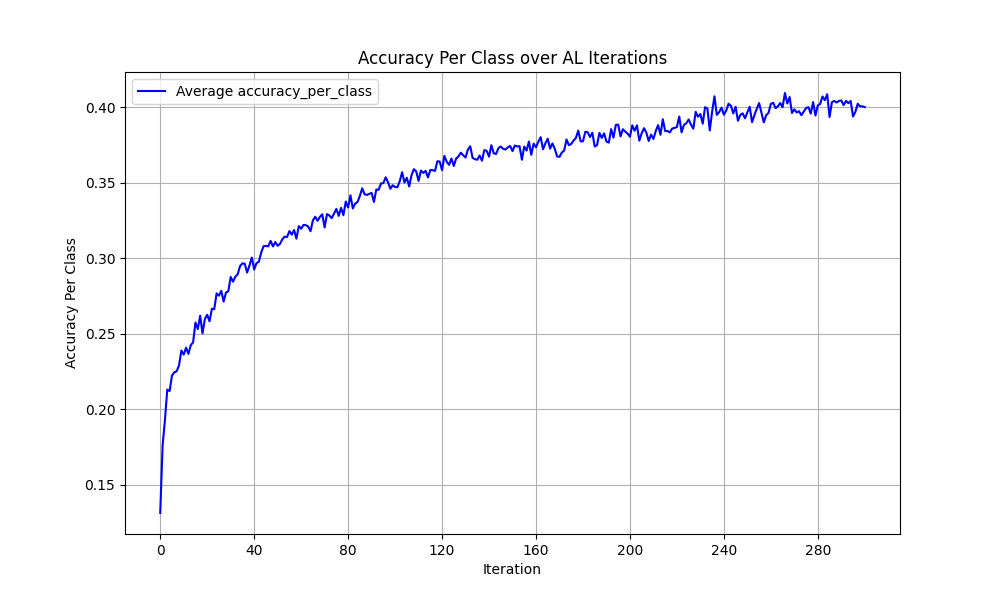 Accuracy Per Class over AL Iterations
Average accuracy_per_class
Accuracy Per Class
0.40
0.35
0.30
0.25
0.20
0.15
0 40 80 120 160 200 240 280
Iteration